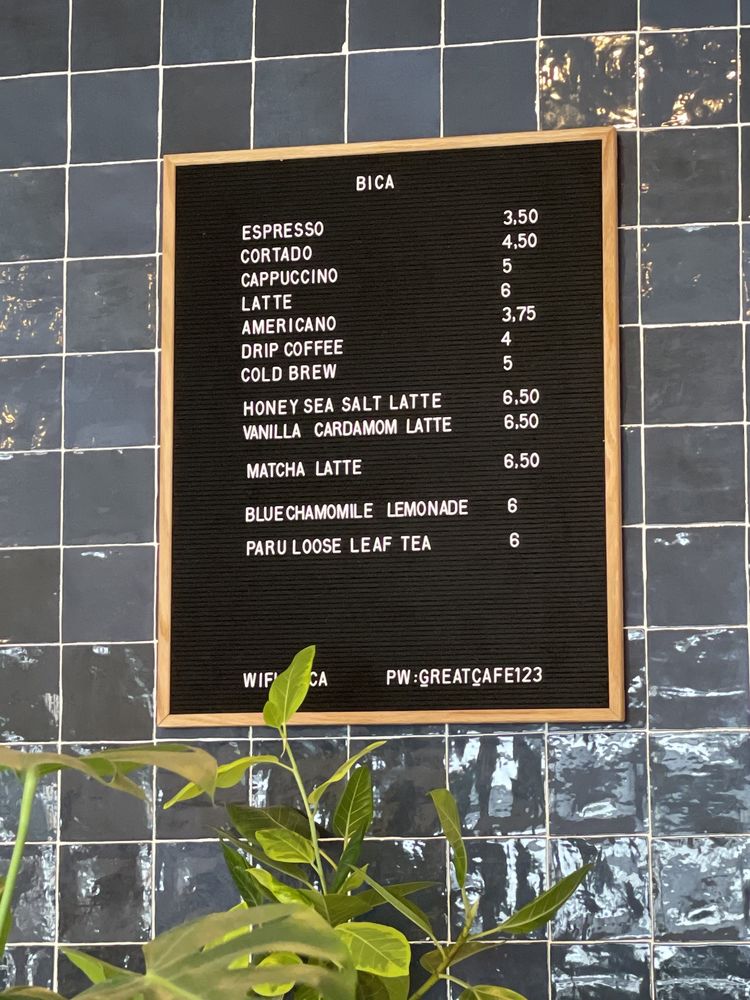 BICA
ESPRESSO 3,50
CORTADO 4,50
CAPPUCCINO 5
LATTE 6
AMERICANO 3,75
DRIP COFFEE 4
COLD BREW 5
HONEY SEA SALT LATTE 6,50
VANILLA CARDAMOM LATTE 6,50
MATCHA LATTE 6,50
BLUE CHAMOMILE LEMONADE 6
PARU LOOSE LEAF TEA 6
PW:GREATCAFE123